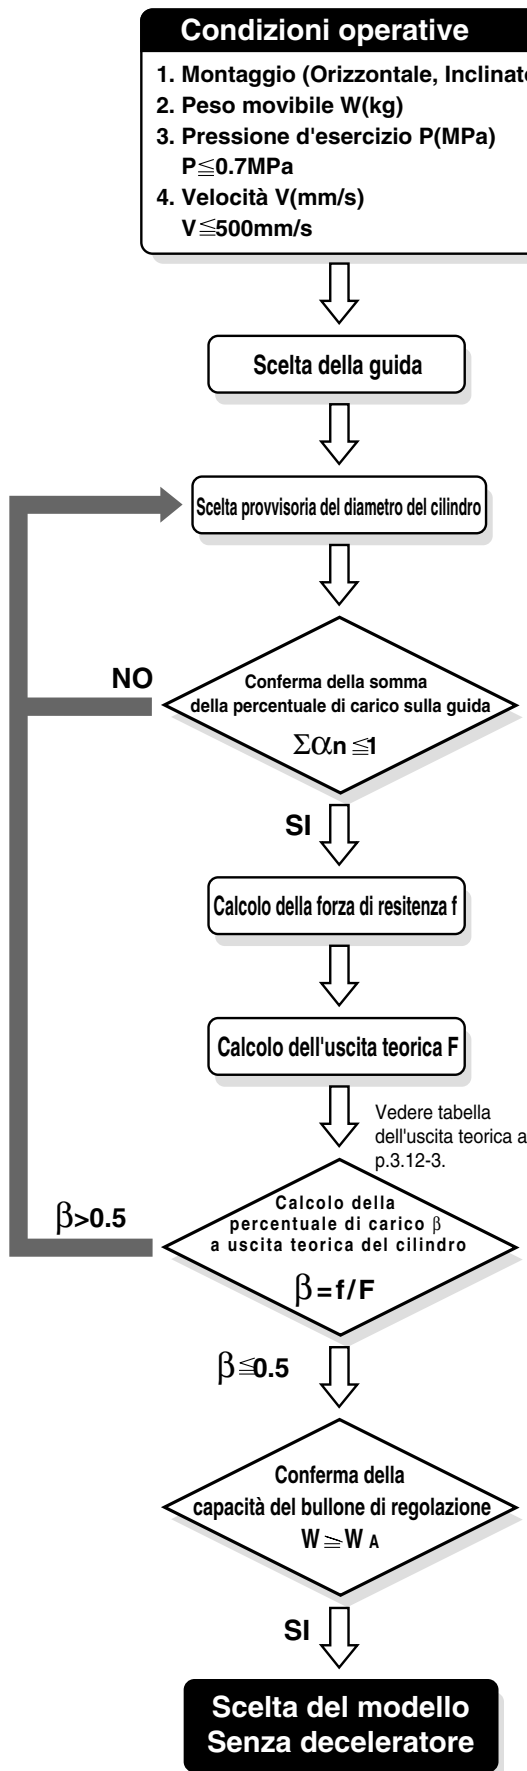 Condizioni operative
1. Montaggio (Orizzontale, Inclinato
2. Peso movibile W(kg)
3. Pressione d'esercizio P(MPa)
P≦0.7MPa
4. Velocità V(mm/s)
V≦500mm/s
Scelta della guida
Scelta provvisoria del diametro del cilindro
NO
Conferma della somma
della percentuale di carico sulla guida
Σαn≦1
SI
Calcolo della forza di resitenza f
Calcolo dell'uscita teorica F
Vedere tabella
dell'uscita teorica a
p.3.12-3.
β>0.5
Calcolo della
percentuale di carico β
a uscita teorica del cilindro
β=f/F
β≦0.5
Conferma della
capacità del bullone di regolazione
W≧WA
SI
Scelta del modello
Senza deceleratore